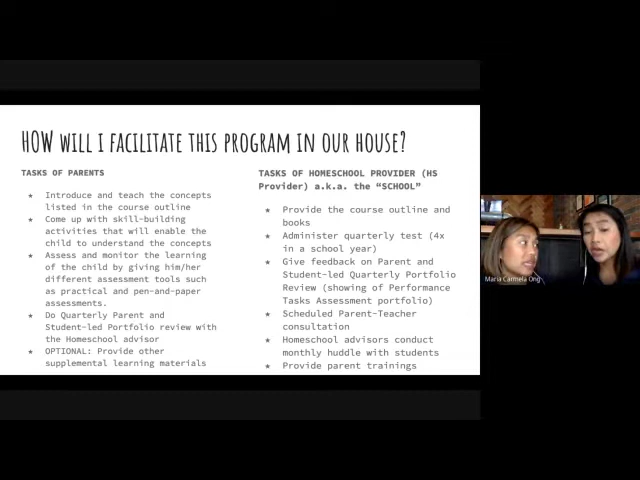 HOW will i facilitate this program in our house?
TASKS OF PARENTS
★ Introduce and teach the concepts
listed in the course outline
★ Come up with skill-building
activities that will enable the
child to understand the concepts
★ Assess and monitor the learning
of the child by giving him/her
different assessment tools such
as practical and pen-and-paper
assessments.
★ Do Quarterly Parent and
Student-led Portfolio review with
the Homeschool advisor
★ OPTIONAL: Provide other
supplemental learning materials
TASKS OF HOMESCHOOL PROVIDER (HS
Provider) a.k.a. the “SCHOOL”
★ Provide the course outline and
books
★ Administer quarterly test (4x
in a school year)
★ Give feedback on Parent and
Student-led Quarterly Portfolio
Review (showing of Performance
Tasks Assessment portfolio)
★ Scheduled Parent-Teacher
consultation
★ Homeschool advisors conduct
monthly huddle with students
★ Provide parent trainings
Maria Carmela Ong